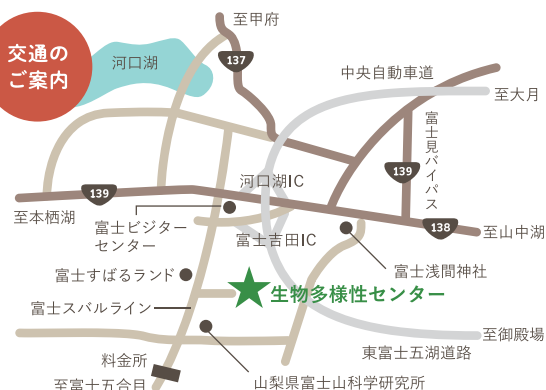 交通の
ご案内
至甲府
137
河口湖
中央自動車道
至大月
富士見バイパス
139
河口湖IC
139
至本栖湖
富士ビジター
センター
138
至山中湖
富士吉田IC
富士浅間神社
富士すばるランド
生物多様性センター
富士スバルライン
至御殿場
東富士五湖道路
料金所
至富士五合目
山梨県富士山科学研究所